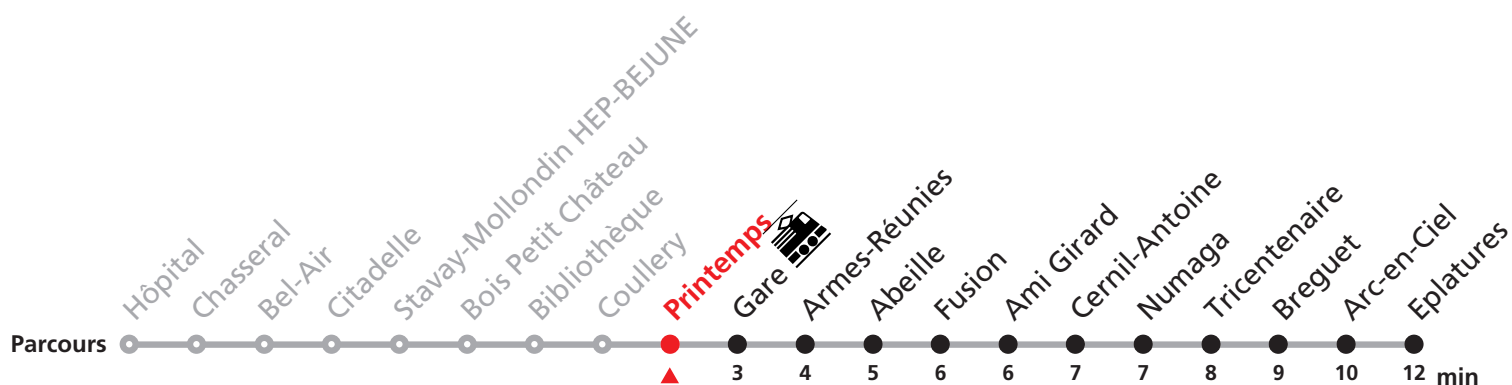 Hôpital
Chasseral
Bel-Air
Citadelle
Stavay-Mollondin HEP-BEJUNE
Bois Petit Château
Bibliothèque
Coullery
Printemps
Gare
Armes-Réunies
Abeille
Fusion
Ami Girard
Cernil-Antoine
Numaga
Tricentenaire
Breguet
Arc-en-Ciel
Eplatures
Parcours
3 4 5 6 6 7 7 8 9 10 12 min